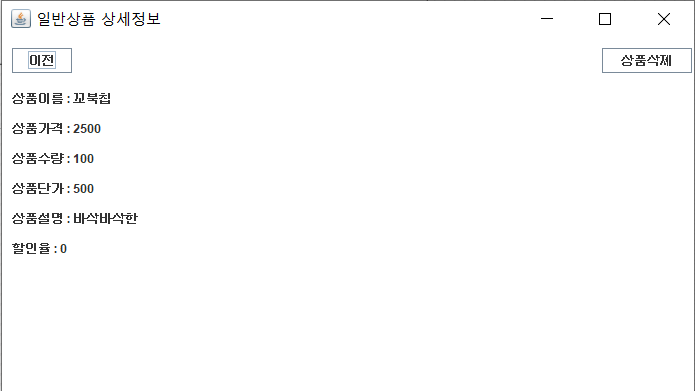 일반상품 상세정보
이전
상품삭제
상품이름 : 꼬북칩
상품가격 : 2500
상품수량 : 100
상품단가 : 500
상품설명 : 바삭바삭한
할인율 : 0